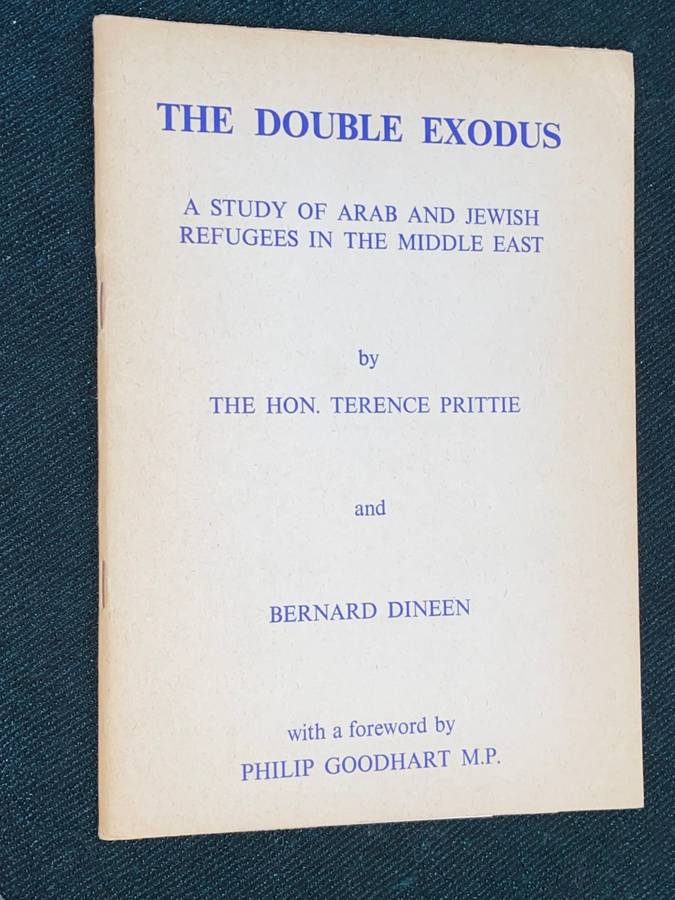 THE DOUBLE EXODUS
A STUDY OF ARAB AND JEWISH
REFUGEES IN THE MIDDLE EAST
by
THE HON. TERENCE PRITTIE
and
BERNARD DINEEN
with a foreword by
PHILIP GOODHART M.P.